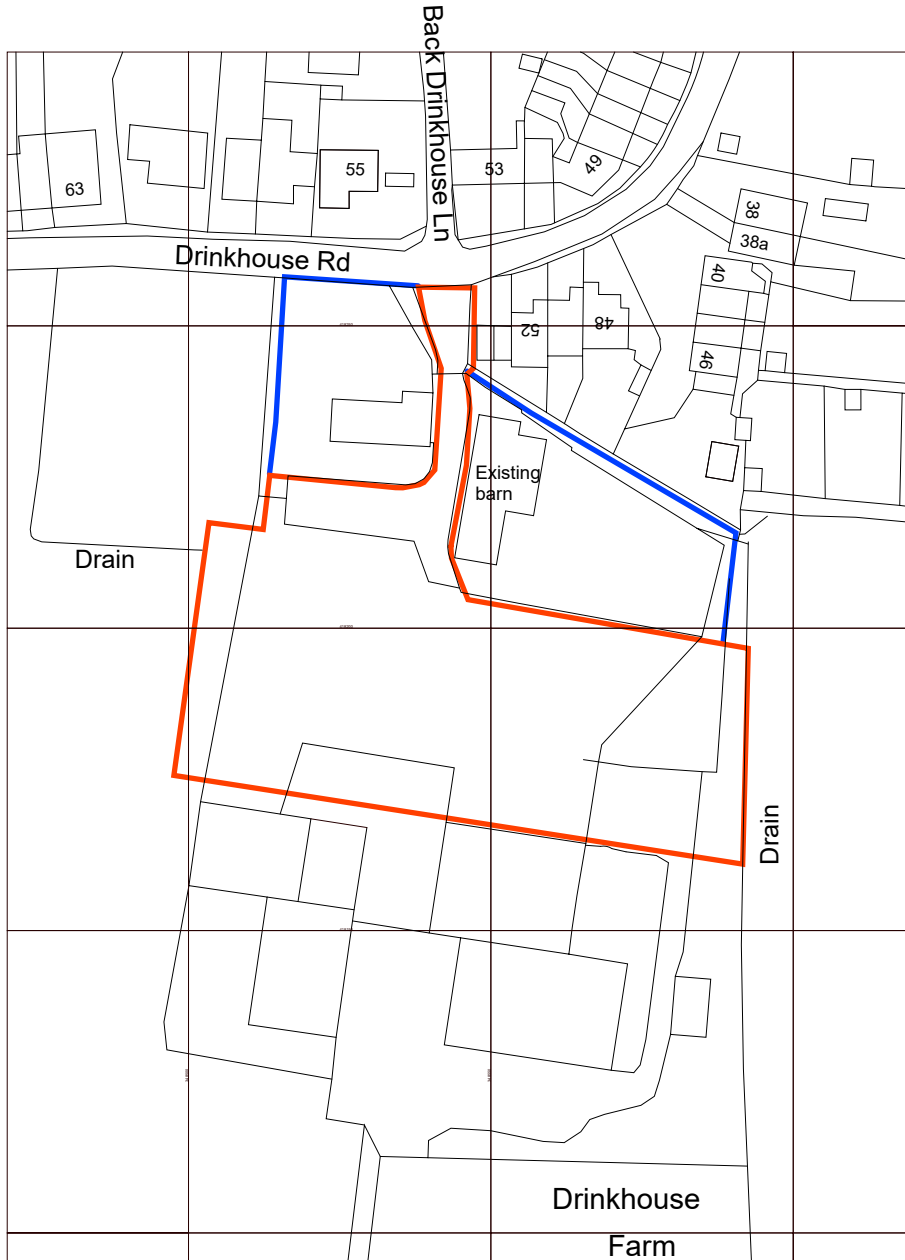 Back Drinkhouse Ln
63
55
53
49
38
38a
Drinkhouse Rd
40
52
48
46
Existing
barn
Drain
Drain
Drinkhouse
Farm